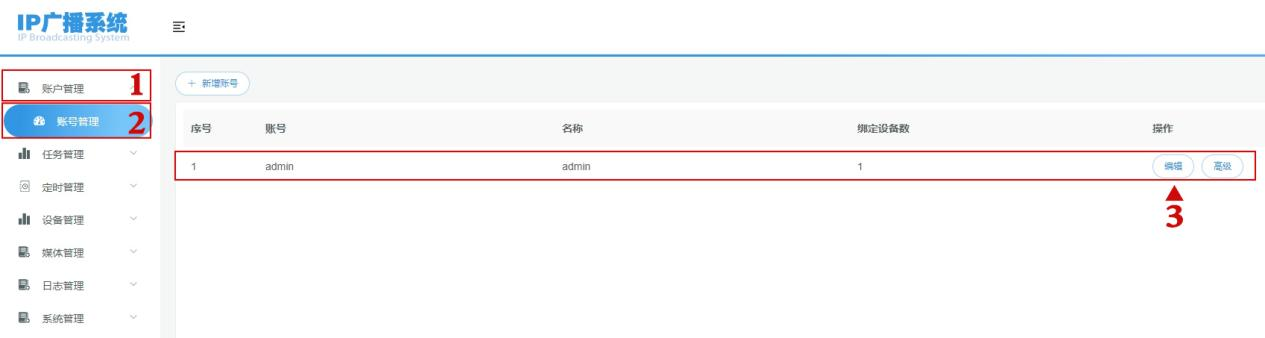 IP广播系统
IP Broadcasting System
账户管理 1
账号管理 2
任务管理
定时管理
设备管理
媒体管理
日志管理
系统管理
+ 新增账号
序号 账号 名称 绑定设备数 操作
1 admin admin 1 编辑 高级
3